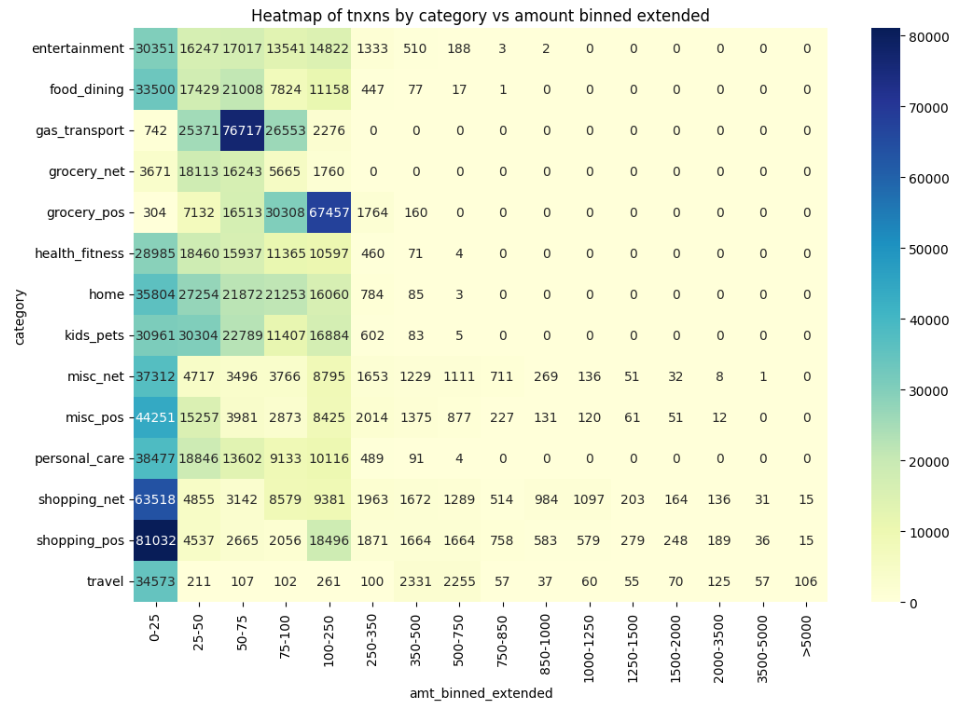 Heatmap of tnxns by category vs amount binned extended
entertainment 30351 16247 17017 13541 14822 1333 510 188 3 2 0 0 0 0 0 0
food_dining 33500 17429 21008 7824 11158 447 77 17 1 0 0 0 0 0 0 0
gas_transport 742 25371 76717 26553 2276 0 0 0 0 0 0 0 0 0 0 0
grocery_net 3671 18113 16243 5665 1760 0 0 0 0 0 0 0 0 0 0 0
grocery_pos 304 7132 16513 30308 67457 1764 160 0 0 0 0 0 0 0 0 0
health_fitness 28985 18460 15937 11365 10597 460 71 4 0 0 0 0 0 0 0 0
home 35804 27254 21872 21253 16060 784 85 3 0 0 0 0 0 0 0 0
kids_pets 30961 30304 22789 11407 16884 602 83 5 0 0 0 0 0 0 0 0
misc_net 37312 4717 3496 3766 8795 1653 1229 1111 711 269 136 51 32 8 1 0
misc_pos 44251 15257 3981 2873 8425 2014 1375 877 227 131 120 61 51 12 0 0
personal_care 38477 18846 13602 9133 10116 489 91 4 0 0 0 0 0 0 0 0
shopping_net 63518 4855 3142 8579 9381 1963 1672 1289 514 984 1097 203 164 136 31 15
shopping_pos 81032 4537 2665 2056 18496 1871 1664 1664 758 583 579 279 248 189 36 15
travel 34573 211 107 102 261 100 2331 2255 57 37 60 55 70 125 57 106
category
0-25 25-50 50-75 75-100 100-250 250-350 350-500 500-750 750-850 850-1000 1000-1250 1250-1500 1500-2000 2000-3500 3500-5000 >5000
amt_binned_extended
80000
70000
60000
50000
40000
30000
20000
10000
0